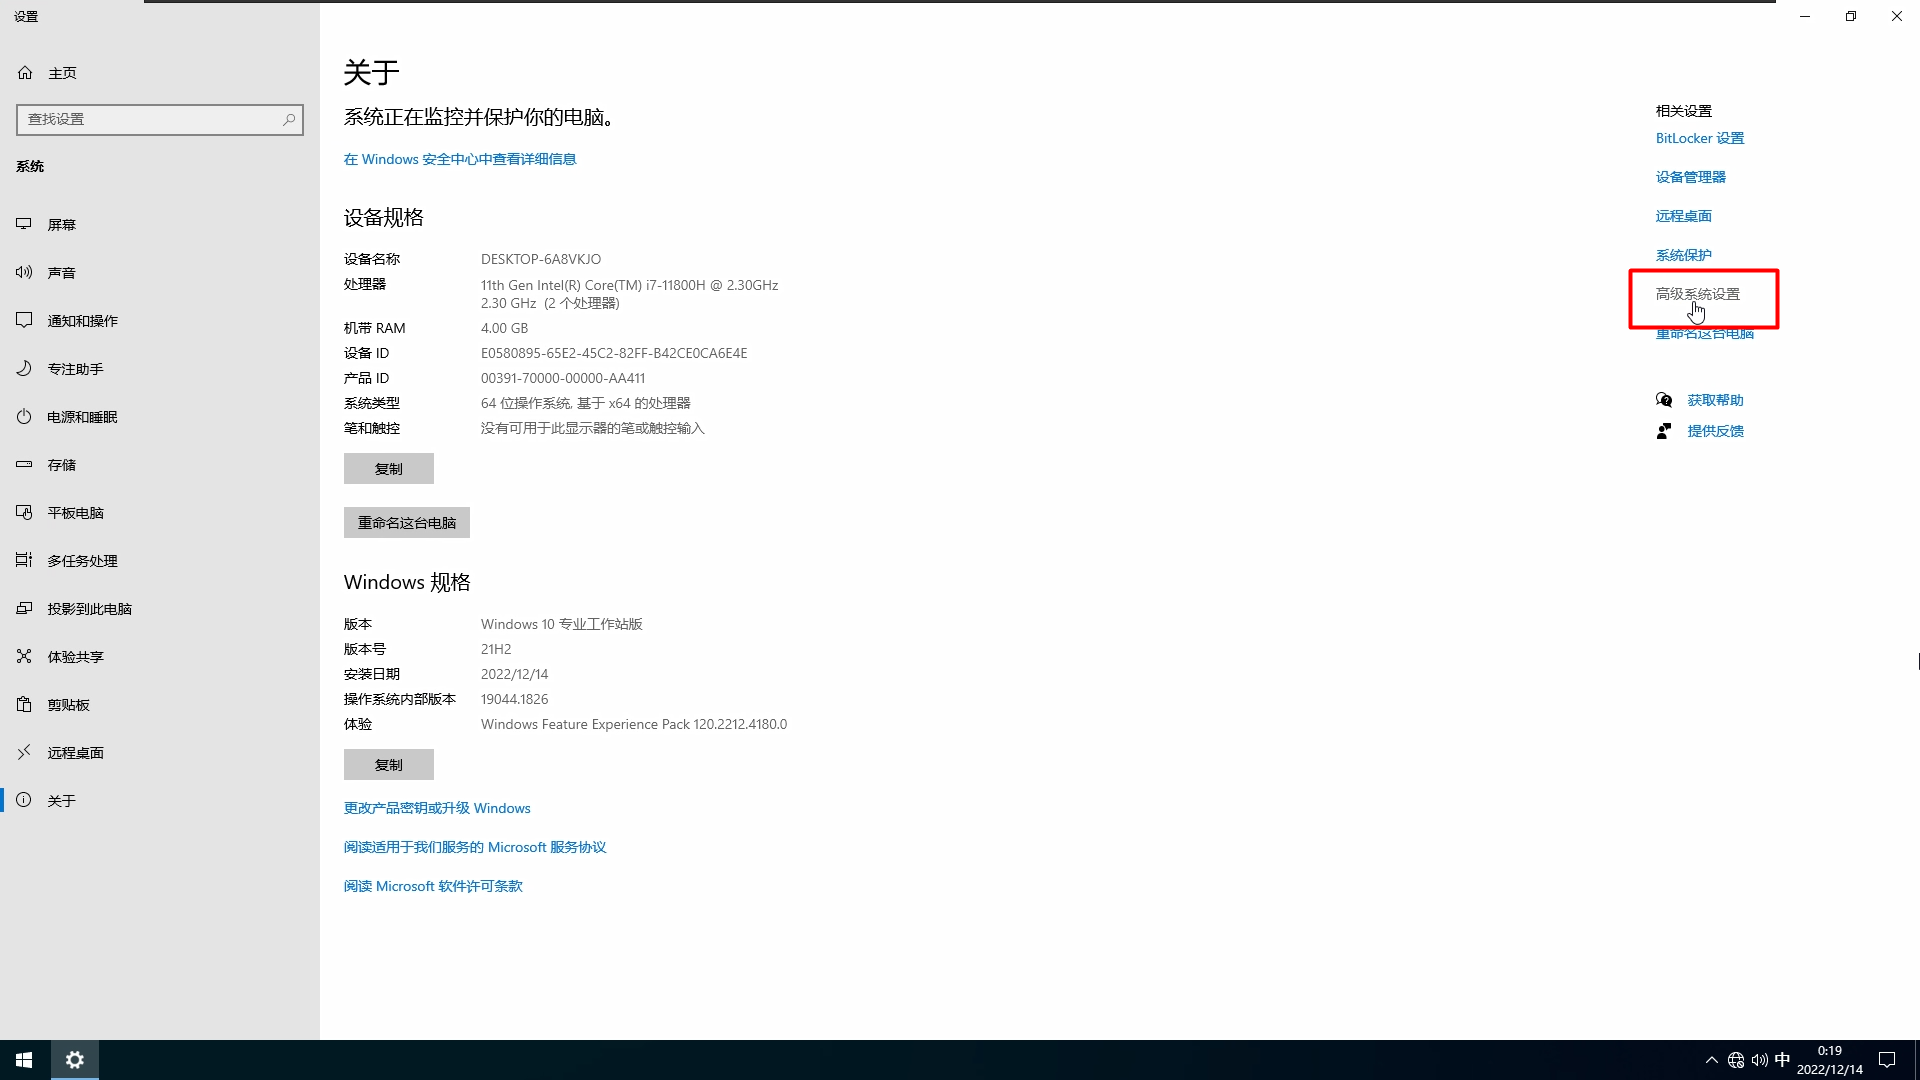 设置
主页
查找设置
系统
屏幕
声音
通知和操作
专注助手
电源和睡眠
存储
平板电脑
多任务处理
投影到此电脑
体验共享
剪贴板
远程桌面
关于
关于
系统正在监控并保护你的电脑。
在 Windows 安全中心中查看详细信息
设备规格
设备名称 DESKTOP-6A8VKJO
处理器 11th Gen Intel(R) Core(TM) i7-11800H @ 2.30GHz
2.30 GHz (2 个处理器)
机带 RAM 4.00 GB
设备 ID E0580895-65E2-45C2-82FF-B42CE0CA6E4E
产品 ID 00391-70000-00000-AA411
系统类型 64 位操作系统, 基于 x64 的处理器
笔和触控 没有可用于此显示器的笔或触控输入
复制
重命名这台电脑
Windows 规格
版本 Windows 10 专业工作站版
版本号 21H2
安装日期 2022/12/14
操作系统内部版本 19044.1826
体验 Windows Feature Experience Pack 120.2212.4180.0
复制
更改产品密钥或升级 Windows
阅读适用于我们服务的 Microsoft 服务协议
阅读 Microsoft 软件许可条款
相关设置
BitLocker 设置
设备管理器
远程桌面
系统保护
高级系统设置
重命名这台电脑
获取帮助
提供反馈
中
0:19
2022/12/14